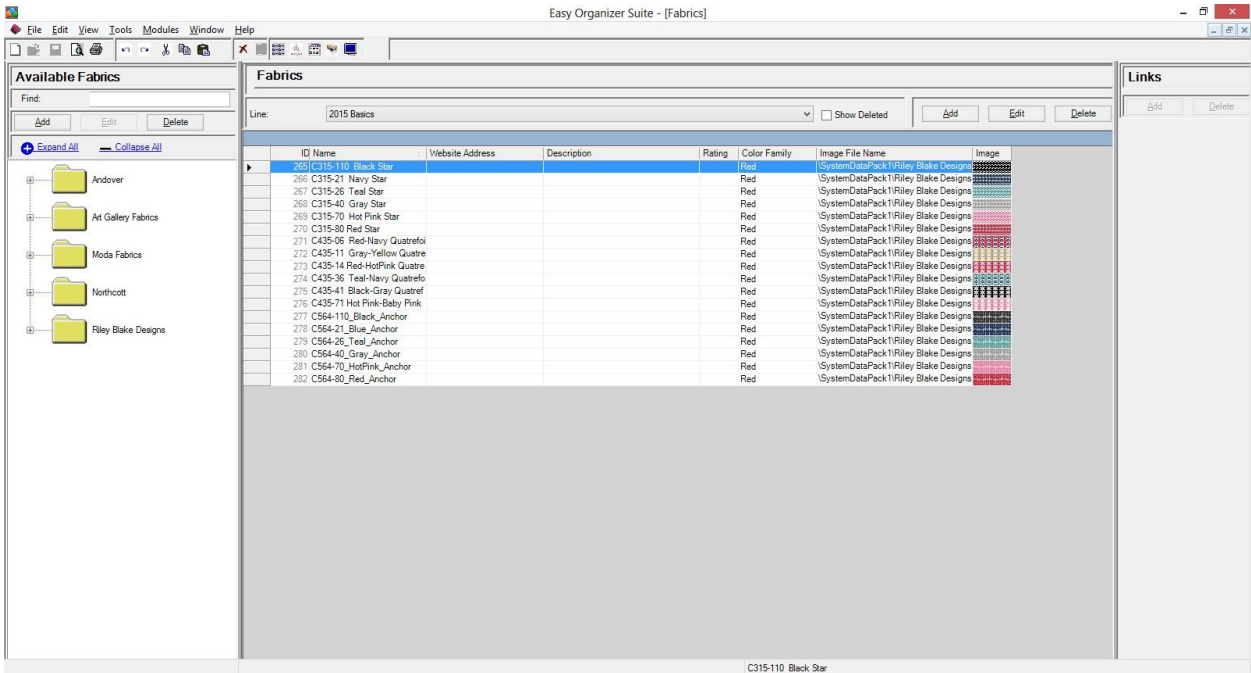 Easy Organizer Suite - [Fabrics]
File Edit View Tools Modules Window Help
Available Fabrics
Find:
Add Edit Delete
Expand All Collapse All
Andover
Art Gallery Fabrics
Moda Fabrics
Northcott
Riley Blake Designs
Fabrics
Line: 2015 Basics Show Deleted Add Edit Delete
ID Name Website Address Description Rating Color Family Image File Name Image
265 C315-110 Black Star Red \SystemDataPack1\Riley Blake Designs
266 C315-21 Navy Star Red \SystemDataPack1\Riley Blake Designs
267 C315-26 Teal Star Red \SystemDataPack1\Riley Blake Designs
268 C315-40 Gray Star Red \SystemDataPack1\Riley Blake Designs
269 C315-70 Hot Pink Star Red \SystemDataPack1\Riley Blake Designs
270 C315-80 Red Star Red \SystemDataPack1\Riley Blake Designs
271 C435-06 Red-Navy Quatrefoi Red \SystemDataPack1\Riley Blake Designs
272 C435-11 Gray-Yellow Quatre Red \SystemDataPack1\Riley Blake Designs
273 C435-14 Red-HotPink Quatre Red \SystemDataPack1\Riley Blake Designs
274 C435-36 Teal-Navy Quatrefo Red \SystemDataPack1\Riley Blake Designs
275 C435-41 Black-Gray Quatref Red \SystemDataPack1\Riley Blake Designs
276 C435-71 Hot Pink-Baby Pink Red \SystemDataPack1\Riley Blake Designs
277 C564-110_Black_Anchor Red \SystemDataPack1\Riley Blake Designs
278 C564-21_Blue_Anchor Red \SystemDataPack1\Riley Blake Designs
279 C564-26_Teal_Anchor Red \SystemDataPack1\Riley Blake Designs
280 C564-40_Gray_Anchor Red \SystemDataPack1\Riley Blake Designs
281 C564-70_HotPink_Anchor Red \SystemDataPack1\Riley Blake Designs
282 C564-80_Red_Anchor Red \SystemDataPack1\Riley Blake Designs
Links
Add Delete
C315-110 Black Star